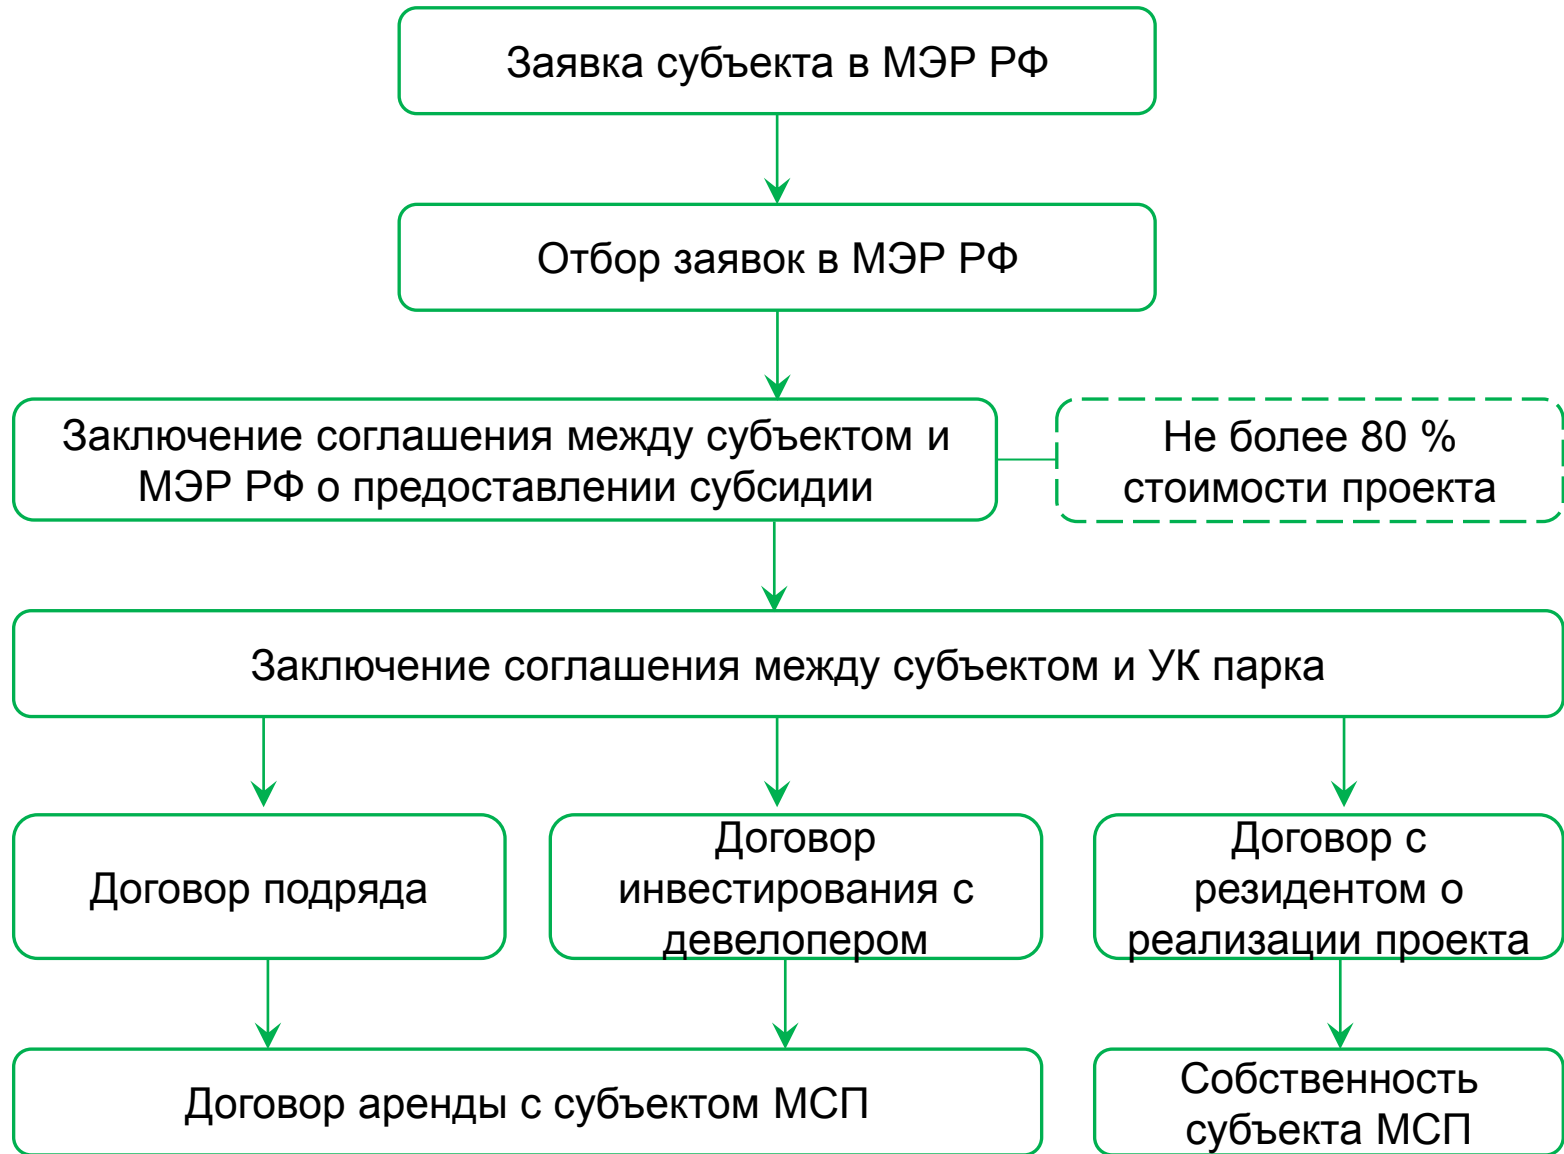 Заявка субъекта в МЭР РФ
Отбор заявок в МЭР РФ
Заключение соглашения между субъектом и
МЭР РФ о предоставлении субсидии
Не более 80 %
стоимости проекта
Заключение соглашения между субъектом и УК парка
Договор подряда
Договор
инвестирования с
девелопером
Договор с
резидентом о
реализации проекта
Договор аренды с субъектом МСП
Собственность
субъекта МСП